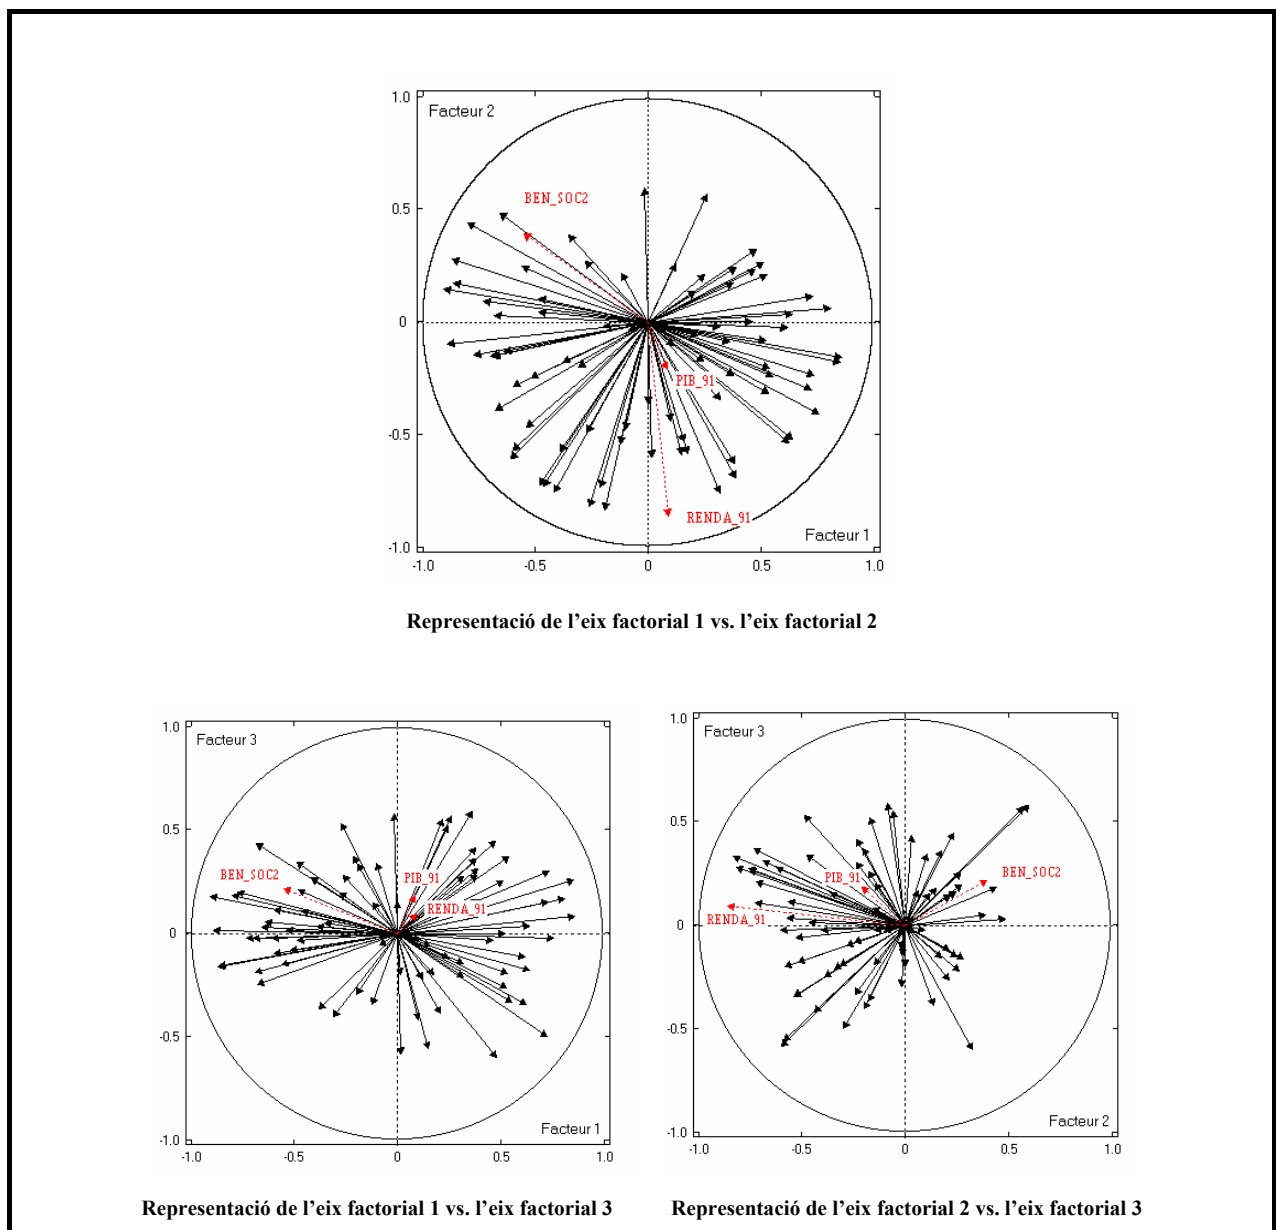 1.0
Facteur 2
BEN_SOC2
0.5
0
PIB_91
-0.5
RENDA_91
Facteur 1
-1.0
-1.0 -0.5 0 0.5 1.0
Representació de l’eix factorial 1 vs. l’eix factorial 2
1.0
Facteur 3
0.5
BEN_SOC2
PIB_91
RENDA_91
0
-0.5
Facteur 1
-1.0
-1.0 -0.5 0 0.5 1.0
Representació de l’eix factorial 1 vs. l’eix factorial 3
1.0
Facteur 3
0.5
BEN_SOC2
PIB_91
RENDA_91
0
-0.5
Facteur 2
-1.0
-1.0 -0.5 0 0.5 1.0
Representació de l’eix factorial 2 vs. l’eix factorial 3